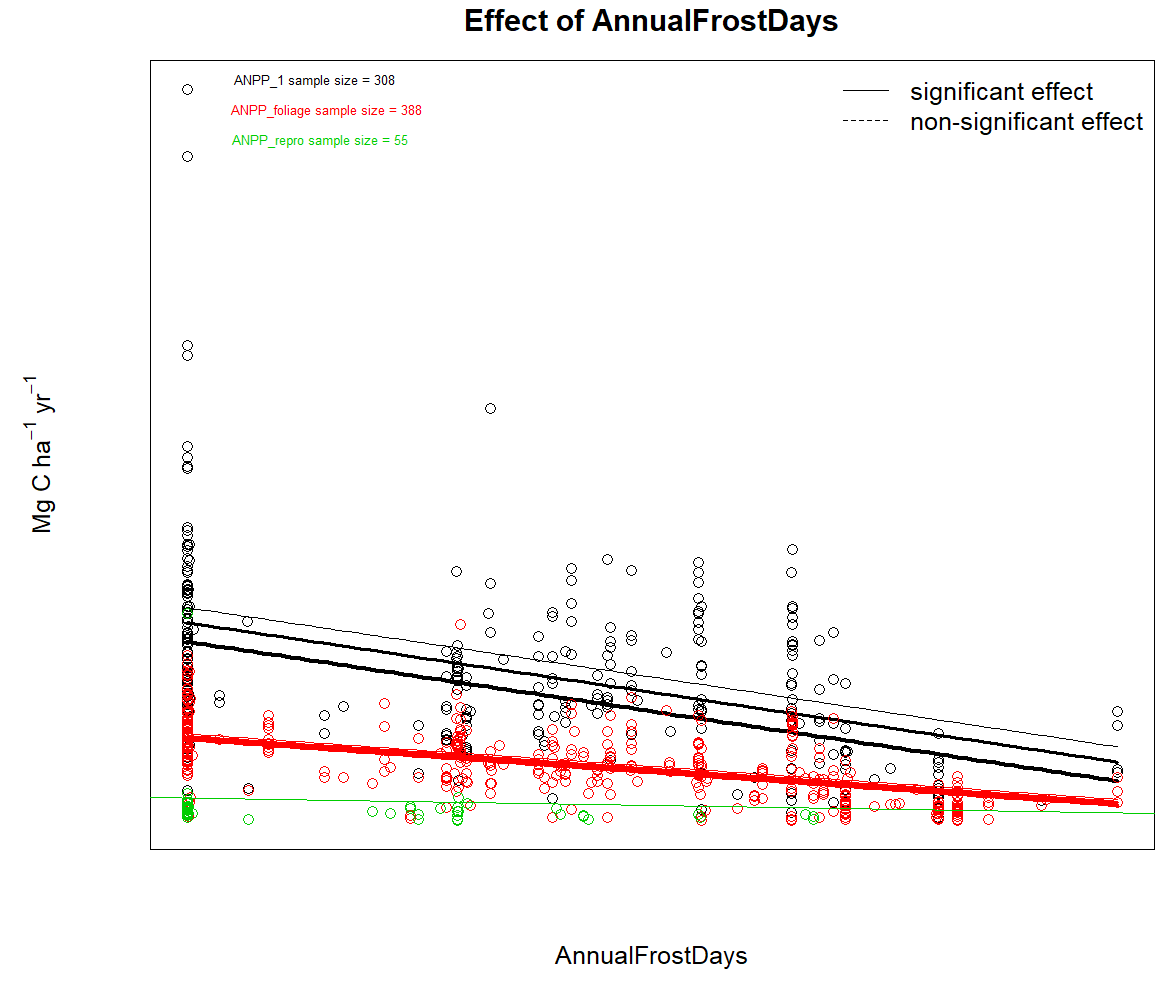 Effect of AnnualFrostDays
ANPP_1 sample size = 308
ANPP_foliage sample size = 388
ANPP_repro sample size = 55
significant effect
non-significant effect
Mg C ha⁻¹ yr⁻¹
AnnualFrostDays